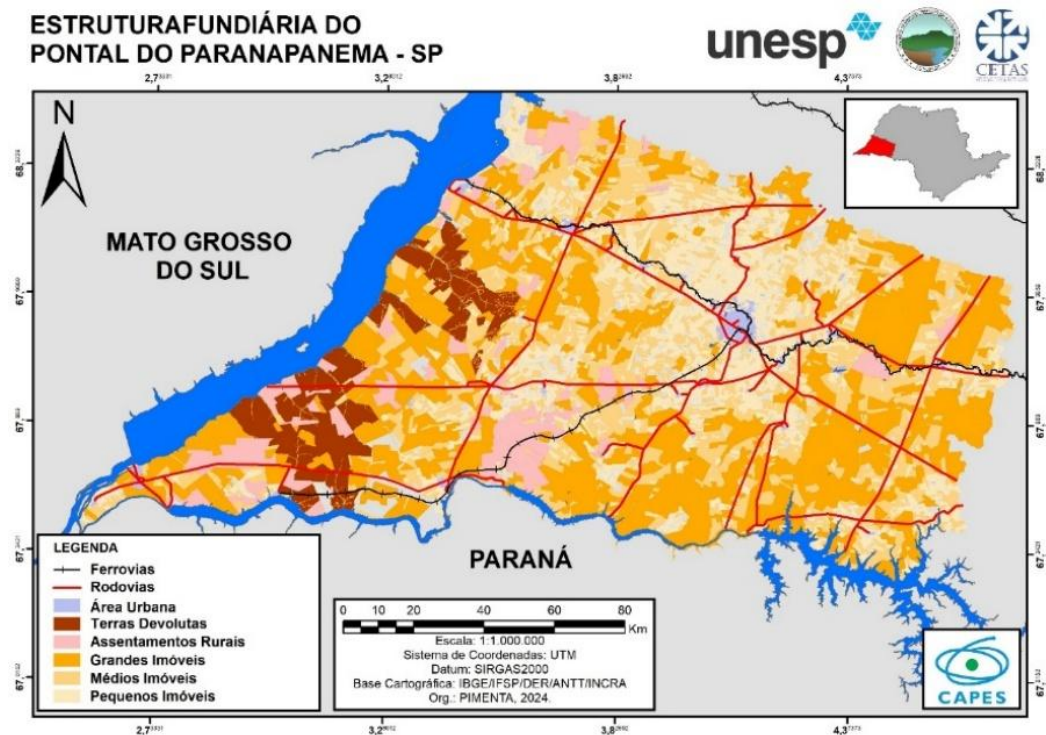 ESTRUTURAFUNDIÁRIA DO
PONTAL DO PARANAPANEMA - SP
unesp
CETAS
N
MATO GROSSO
DO SUL
PARANÁ
LEGENDA
Ferrovias
Rodovias
Área Urbana
Terras Devolutas
Assentamentos Rurais
Grandes Imóveis
Médios Imóveis
Pequenos Imóveis
0 10 20 40 60 80
Km
Escala: 1:1.000.000
Sistema de Coordenadas: UTM
Datum: SIRGAS2000
Base Cartográfica: IBGE/IFSP/DER/ANTT/INCRA
Org.: PIMENTA, 2024.
CAPES